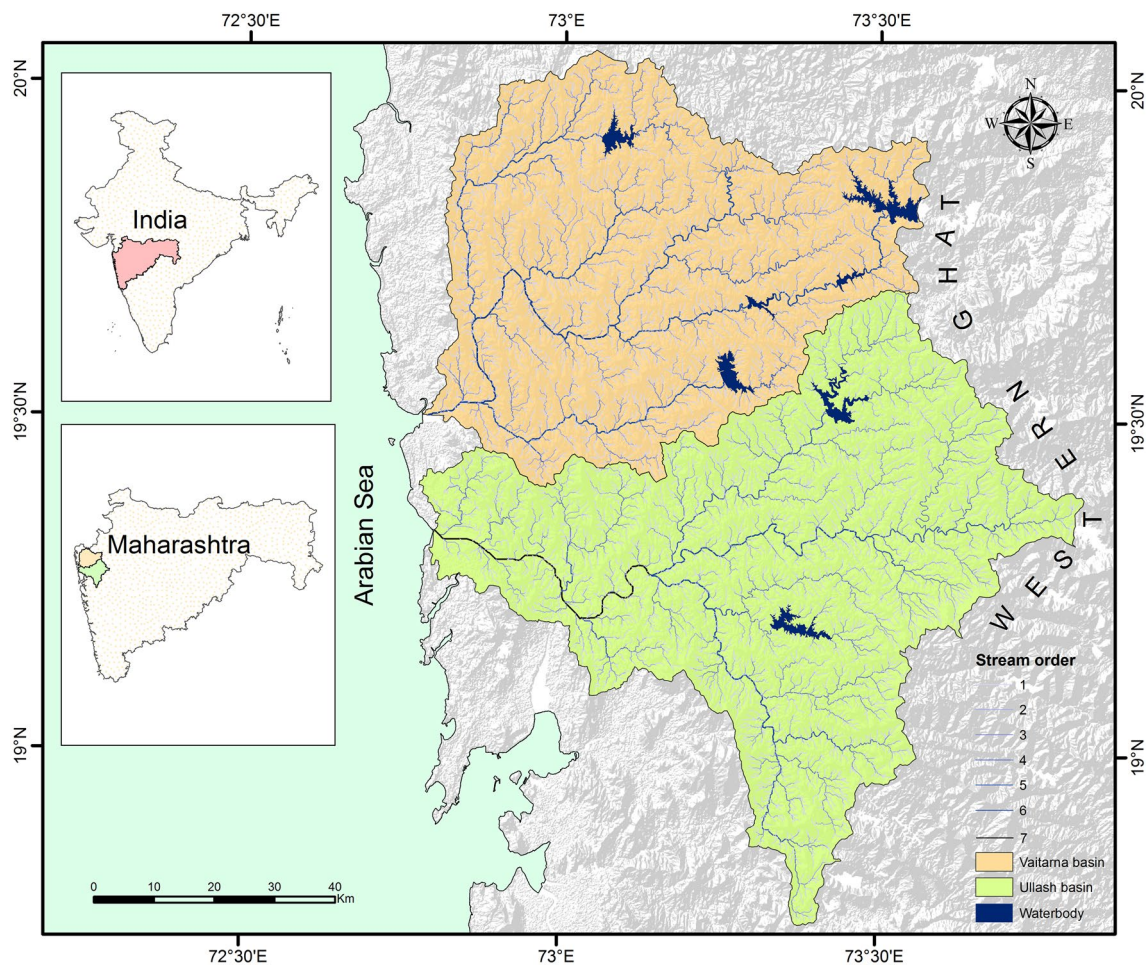 72°30'E 73°E 73°30'E
20°N
20°N
N
W E
S
India
WESTERN GHAT
19°30'N
19°30'N
Maharashtra
Arabian Sea
Stream order
1
2
3
4
5
6
7
Vaitarna basin
Ullash basin
Waterbody
19°N
19°N
0 10 20 30 40
Km
72°30'E 73°E 73°30'E